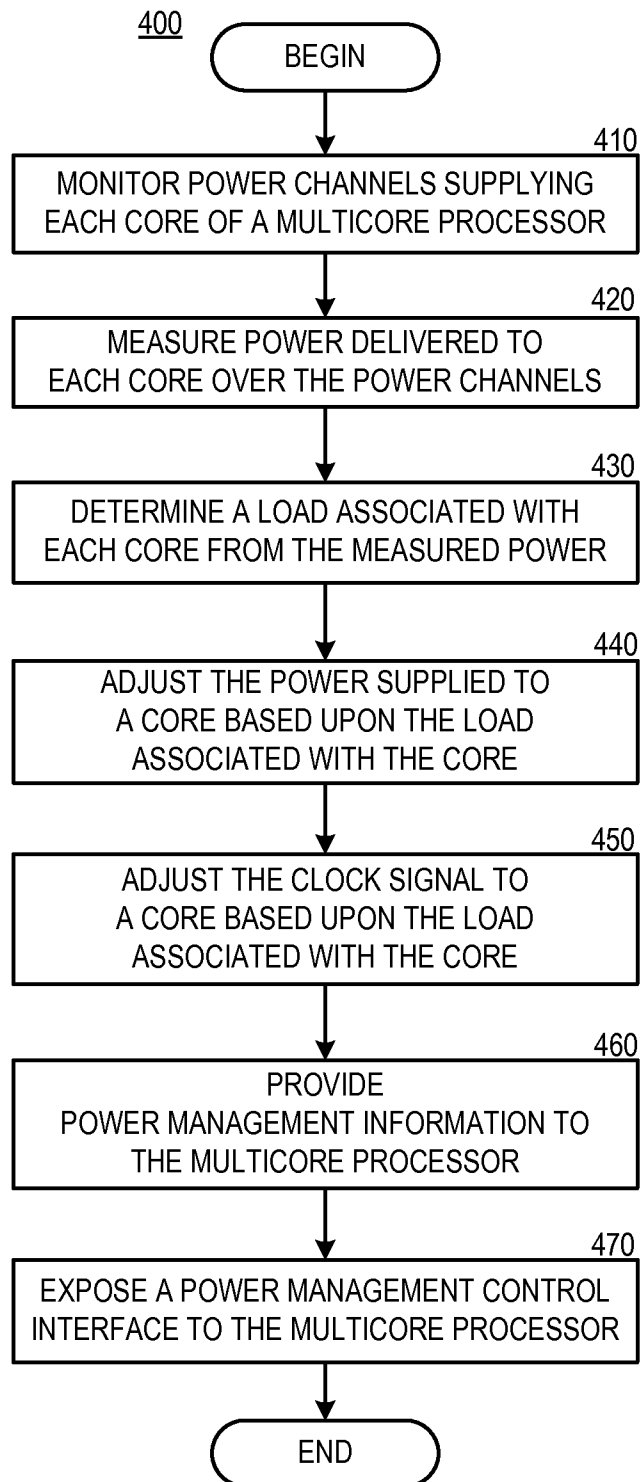 400
BEGIN
410
MONITOR POWER CHANNELS SUPPLYING
EACH CORE OF A MULTICORE PROCESSOR
420
MEASURE POWER DELIVERED TO
EACH CORE OVER THE POWER CHANNELS
430
DETERMINE A LOAD ASSOCIATED WITH
EACH CORE FROM THE MEASURED POWER
440
ADJUST THE POWER SUPPLIED TO
A CORE BASED UPON THE LOAD
ASSOCIATED WITH THE CORE
450
ADJUST THE CLOCK SIGNAL TO
A CORE BASED UPON THE LOAD
ASSOCIATED WITH THE CORE
460
PROVIDE
POWER MANAGEMENT INFORMATION TO
THE MULTICORE PROCESSOR
470
EXPOSE A POWER MANAGEMENT CONTROL
INTERFACE TO THE MULTICORE PROCESSOR
END